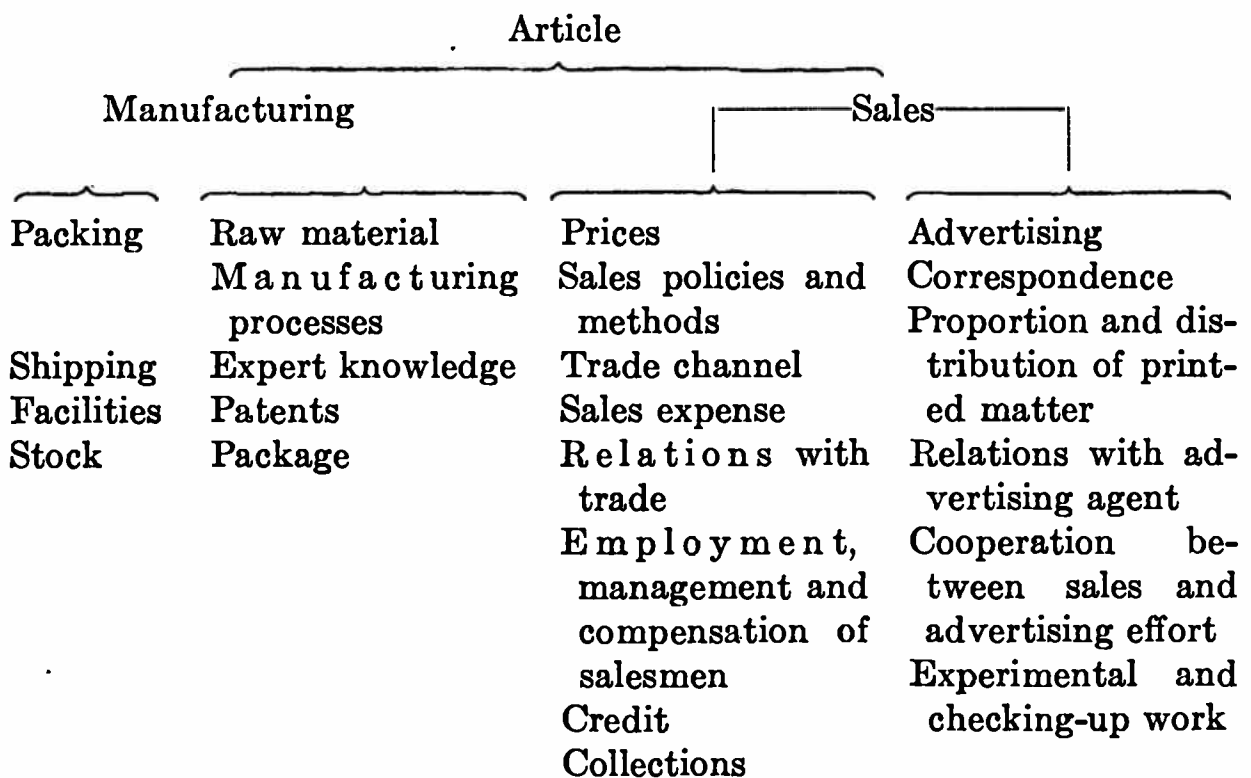 Article
Manufacturing
Sales
Packing
Shipping
Facilities
Stock
Raw material
Manufacturing
processes
Expert knowledge
Patents
Package
Prices
Sales policies and
methods
Trade channel
Sales expense
Relations with
trade
Employment,
management and
compensation of
salesmen
Credit
Collections
Advertising
Correspondence
Proportion and dis-
tribution of print-
ed matter
Relations with ad-
vertising agent
Cooperation be-
tween sales and
advertising effort
Experimental and
checking-up work